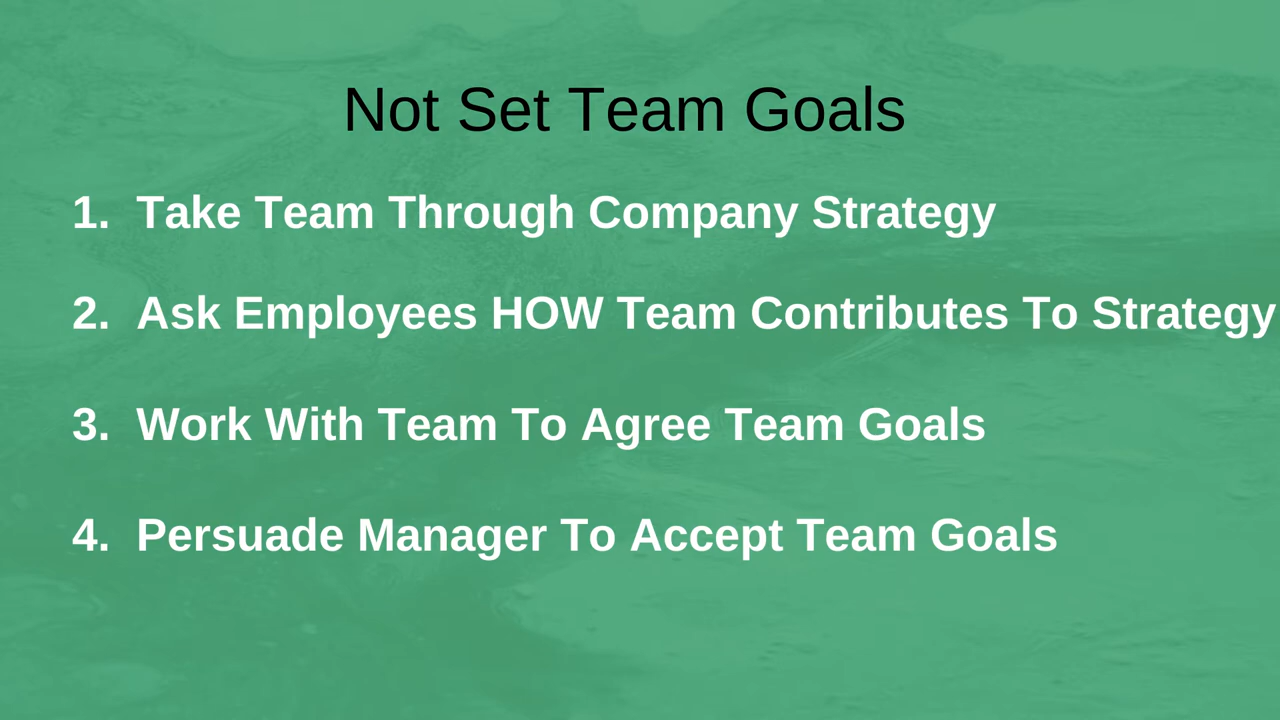 Not Set Team Goals
1. Take Team Through Company Strategy
2. Ask Employees HOW Team Contributes To Strategy
3. Work With Team To Agree Team Goals
4. Persuade Manager To Accept Team Goals